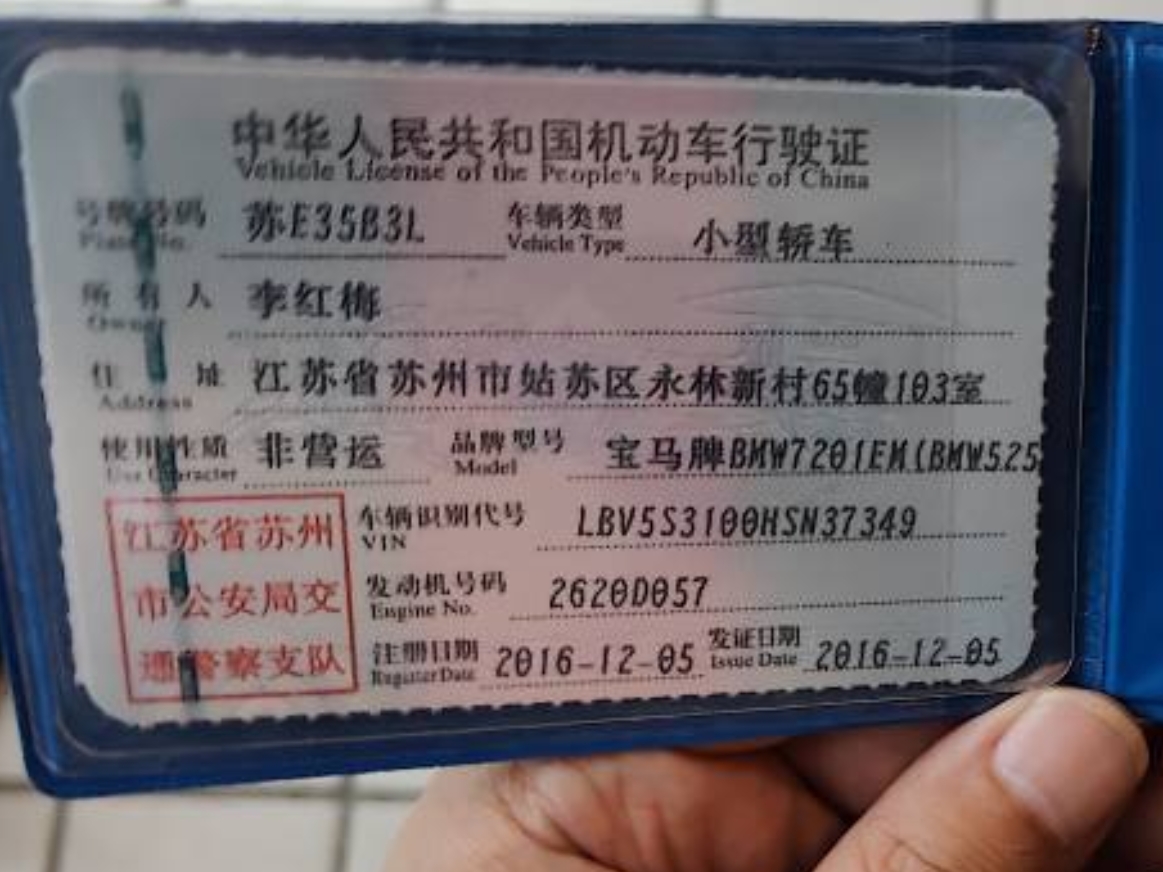 中华人民共和国机动车行驶证
Vehicle License of the People's Republic of China
号牌号码 苏E35B3L 车辆类型 小型轿车
Plate No. Vehicle Type
所有人 李红梅
Owner
住址 江苏省苏州市姑苏区永林新村65幢103室
Address
使用性质 非营运 品牌型号 宝马牌BMW7201EM(BMW525
Use Character Model
江苏省苏州
市公安局交
通警察支队
车辆识别代号 LBV5S3100HSN37349
VIN
发动机号码 2620D057
Engine No.
注册日期 2016-12-05 发证日期 2016-12-05
Register Date Issue Date